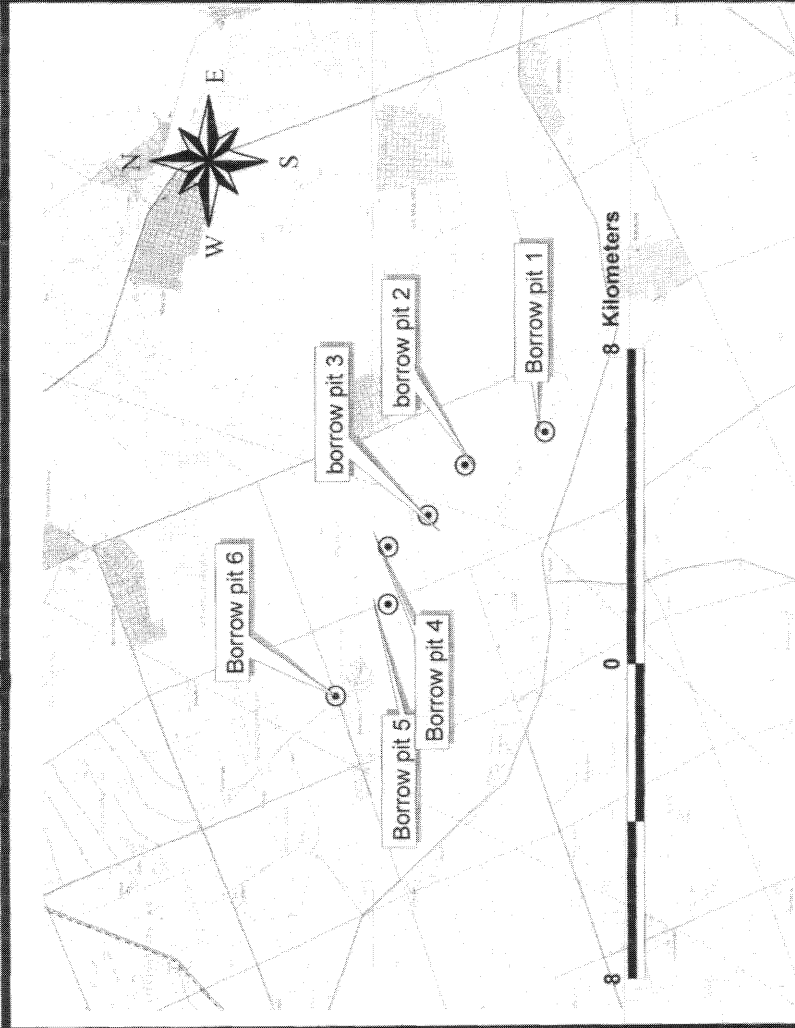 N
W
E
S
Borrow pit 6
borrow pit 3
borrow pit 2
Borrow pit 5
Borrow pit 4
Borrow pit 1
8
0
8 Kilometers